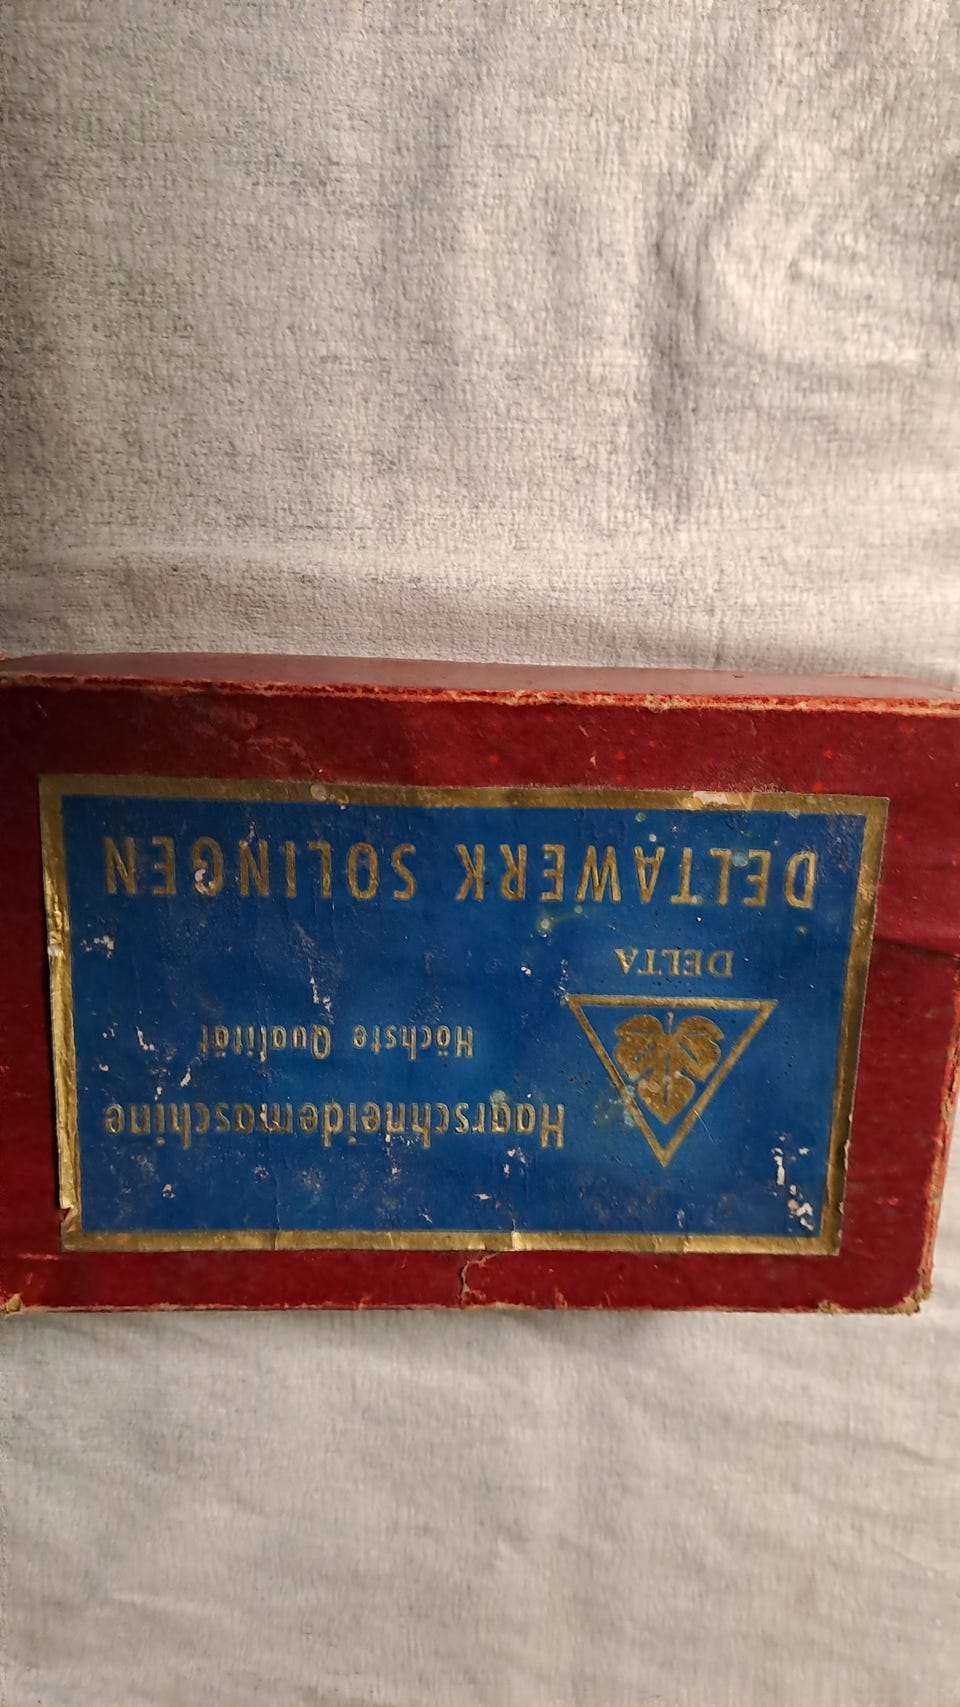 Haarschneidemaschine
Höchste Qualität
DELTA
DELTAWERK SOLINGEN